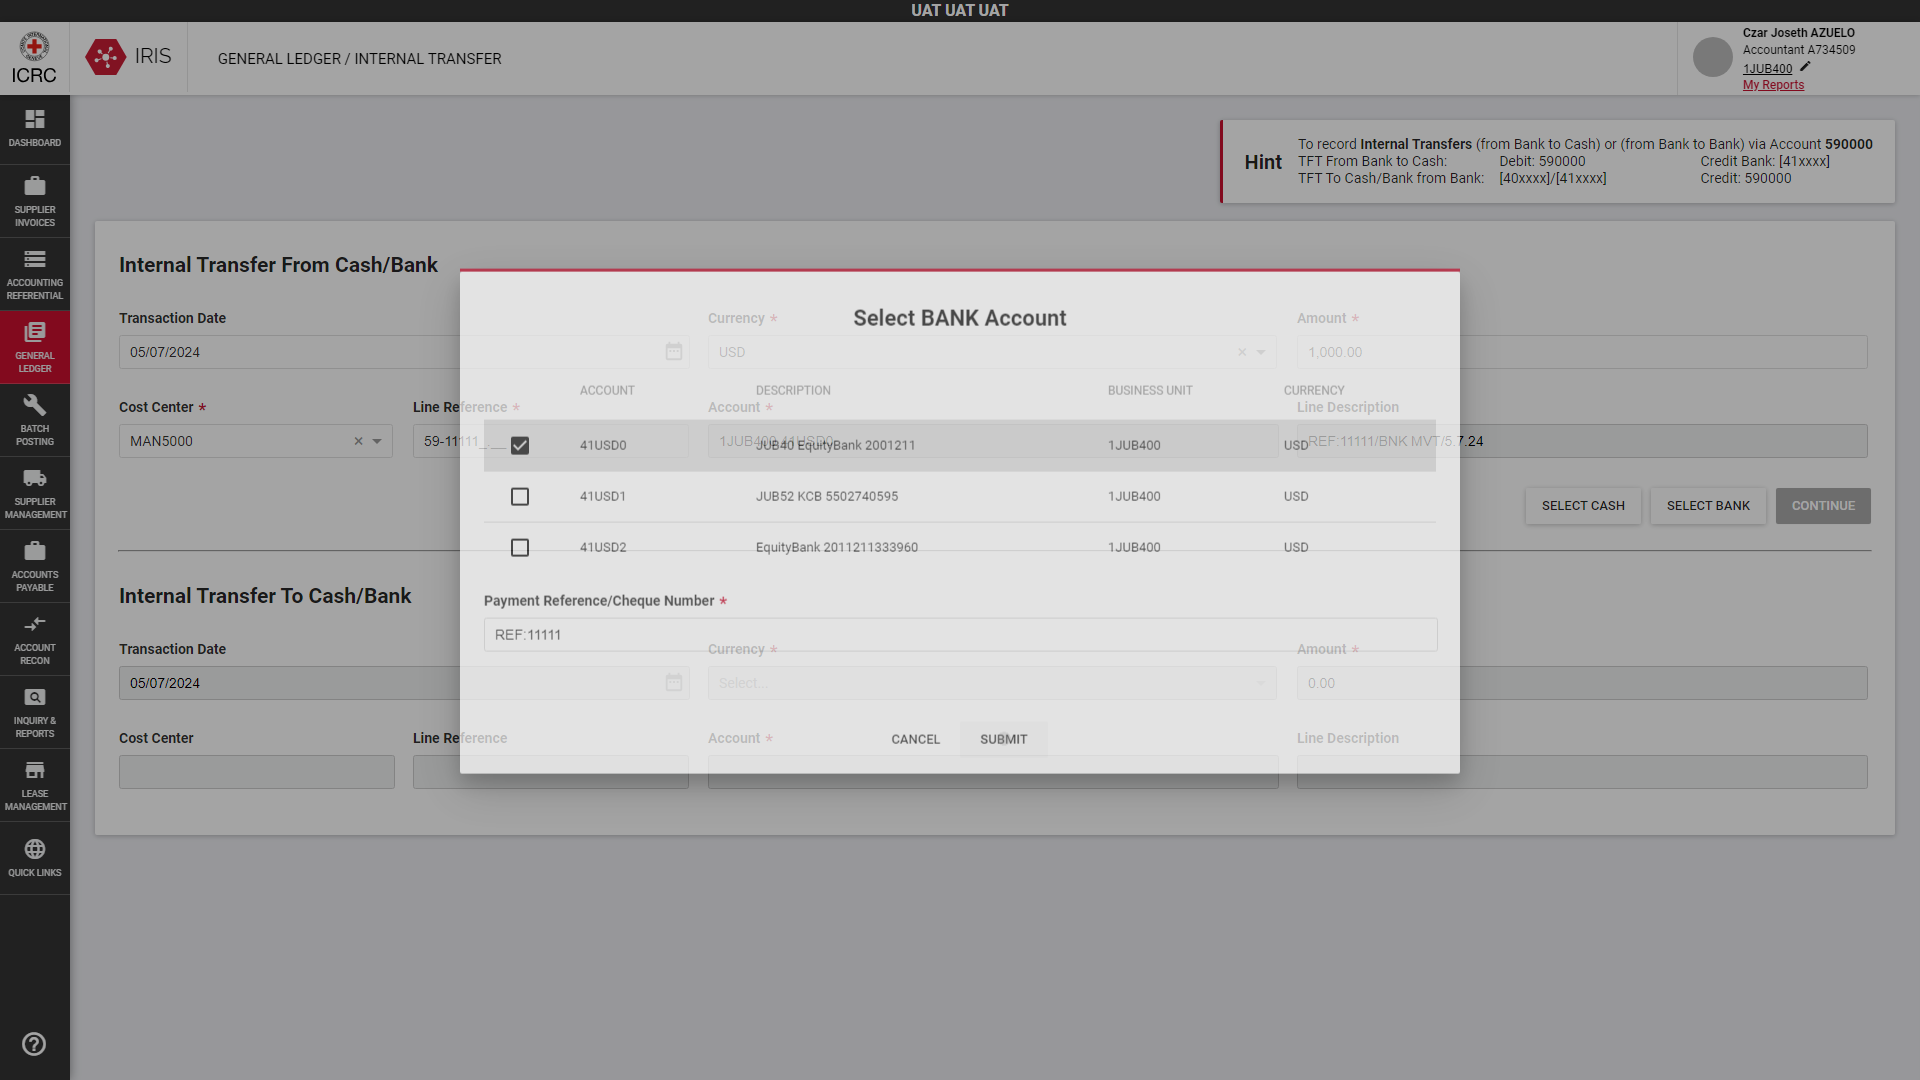 UAT UAT UAT
ICRC
IRIS
GENERAL LEDGER / INTERNAL TRANSFER
Czar Joseth AZUELO
Accountant A734509
1JUB400
My Reports
DASHBOARD
SUPPLIER
INVOICES
ACCOUNTING
REFERENTIAL
GENERAL
LEDGER
BATCH
POSTING
SUPPLIER
MANAGEMENT
ACCOUNTS
PAYABLE
ACCOUNT
RECON
INQUIRY &
REPORTS
LEASE
MANAGEMENT
QUICK LINKS
Hint
To record Internal Transfers (from Bank to Cash) or (from Bank to Bank) via Account 590000
TFT From Bank to Cash: Debit: 590000 Credit Bank: [41xxxx]
TFT To Cash/Bank from Bank: [40xxxx]/[41xxxx] Credit: 590000
Internal Transfer From Cash/Bank
Transaction Date Currency * Amount *
05/07/2024 USD 1,000.00
Cost Center * Line Reference * Account * Line Description
MAN5000 59-11111_.__ 1JUB400.41USD0 REF:11111/BNK MVT/5.7.24
SELECT CASH SELECT BANK CONTINUE
Internal Transfer To Cash/Bank
Transaction Date Currency * Amount *
05/07/2024 Select... 0.00
Cost Center Line Reference Account * Line Description
Select BANK Account
ACCOUNT DESCRIPTION BUSINESS UNIT CURRENCY
41USD0 JUB40 EquityBank 2001211 1JUB400 USD
41USD1 JUB52 KCB 5502740595 1JUB400 USD
41USD2 EquityBank 2011211333960 1JUB400 USD
Payment Reference/Cheque Number *
REF:11111
CANCEL SUBMIT